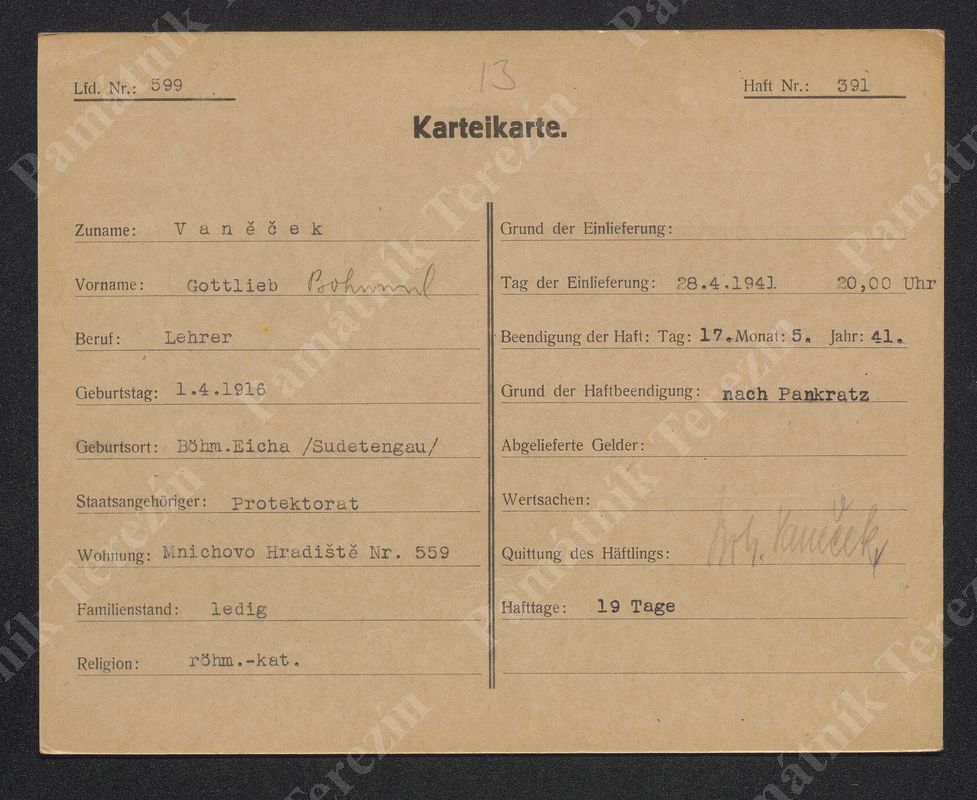 13
Lfd. Nr.: 599
Haft Nr.: 391
Karteikarte.
Zuname: Vaněček
Vorname: Gottlieb Bohumil
Beruf: Lehrer
Geburtstag: 1.4.1916
Geburtsort: Böhm.Eicha /Sudetengau/
Staatsangehöriger: Protektorat
Wohnung: Mnichovo Hradiště Nr. 559
Familienstand: ledig
Religion: röhm.-kat.
Grund der Einlieferung:
Tag der Einlieferung: 28.4.1941. 20,00 Uhr
Beendigung der Haft: Tag: 17. Monat: 5. Jahr: 41.
Grund der Haftbeendigung: nach Pankratz
Abgelieferte Gelder:
Wertsachen:
Quittung des Häftlings: Boh. Vaněček
Hafttage: 19 Tage
Památník Terezín